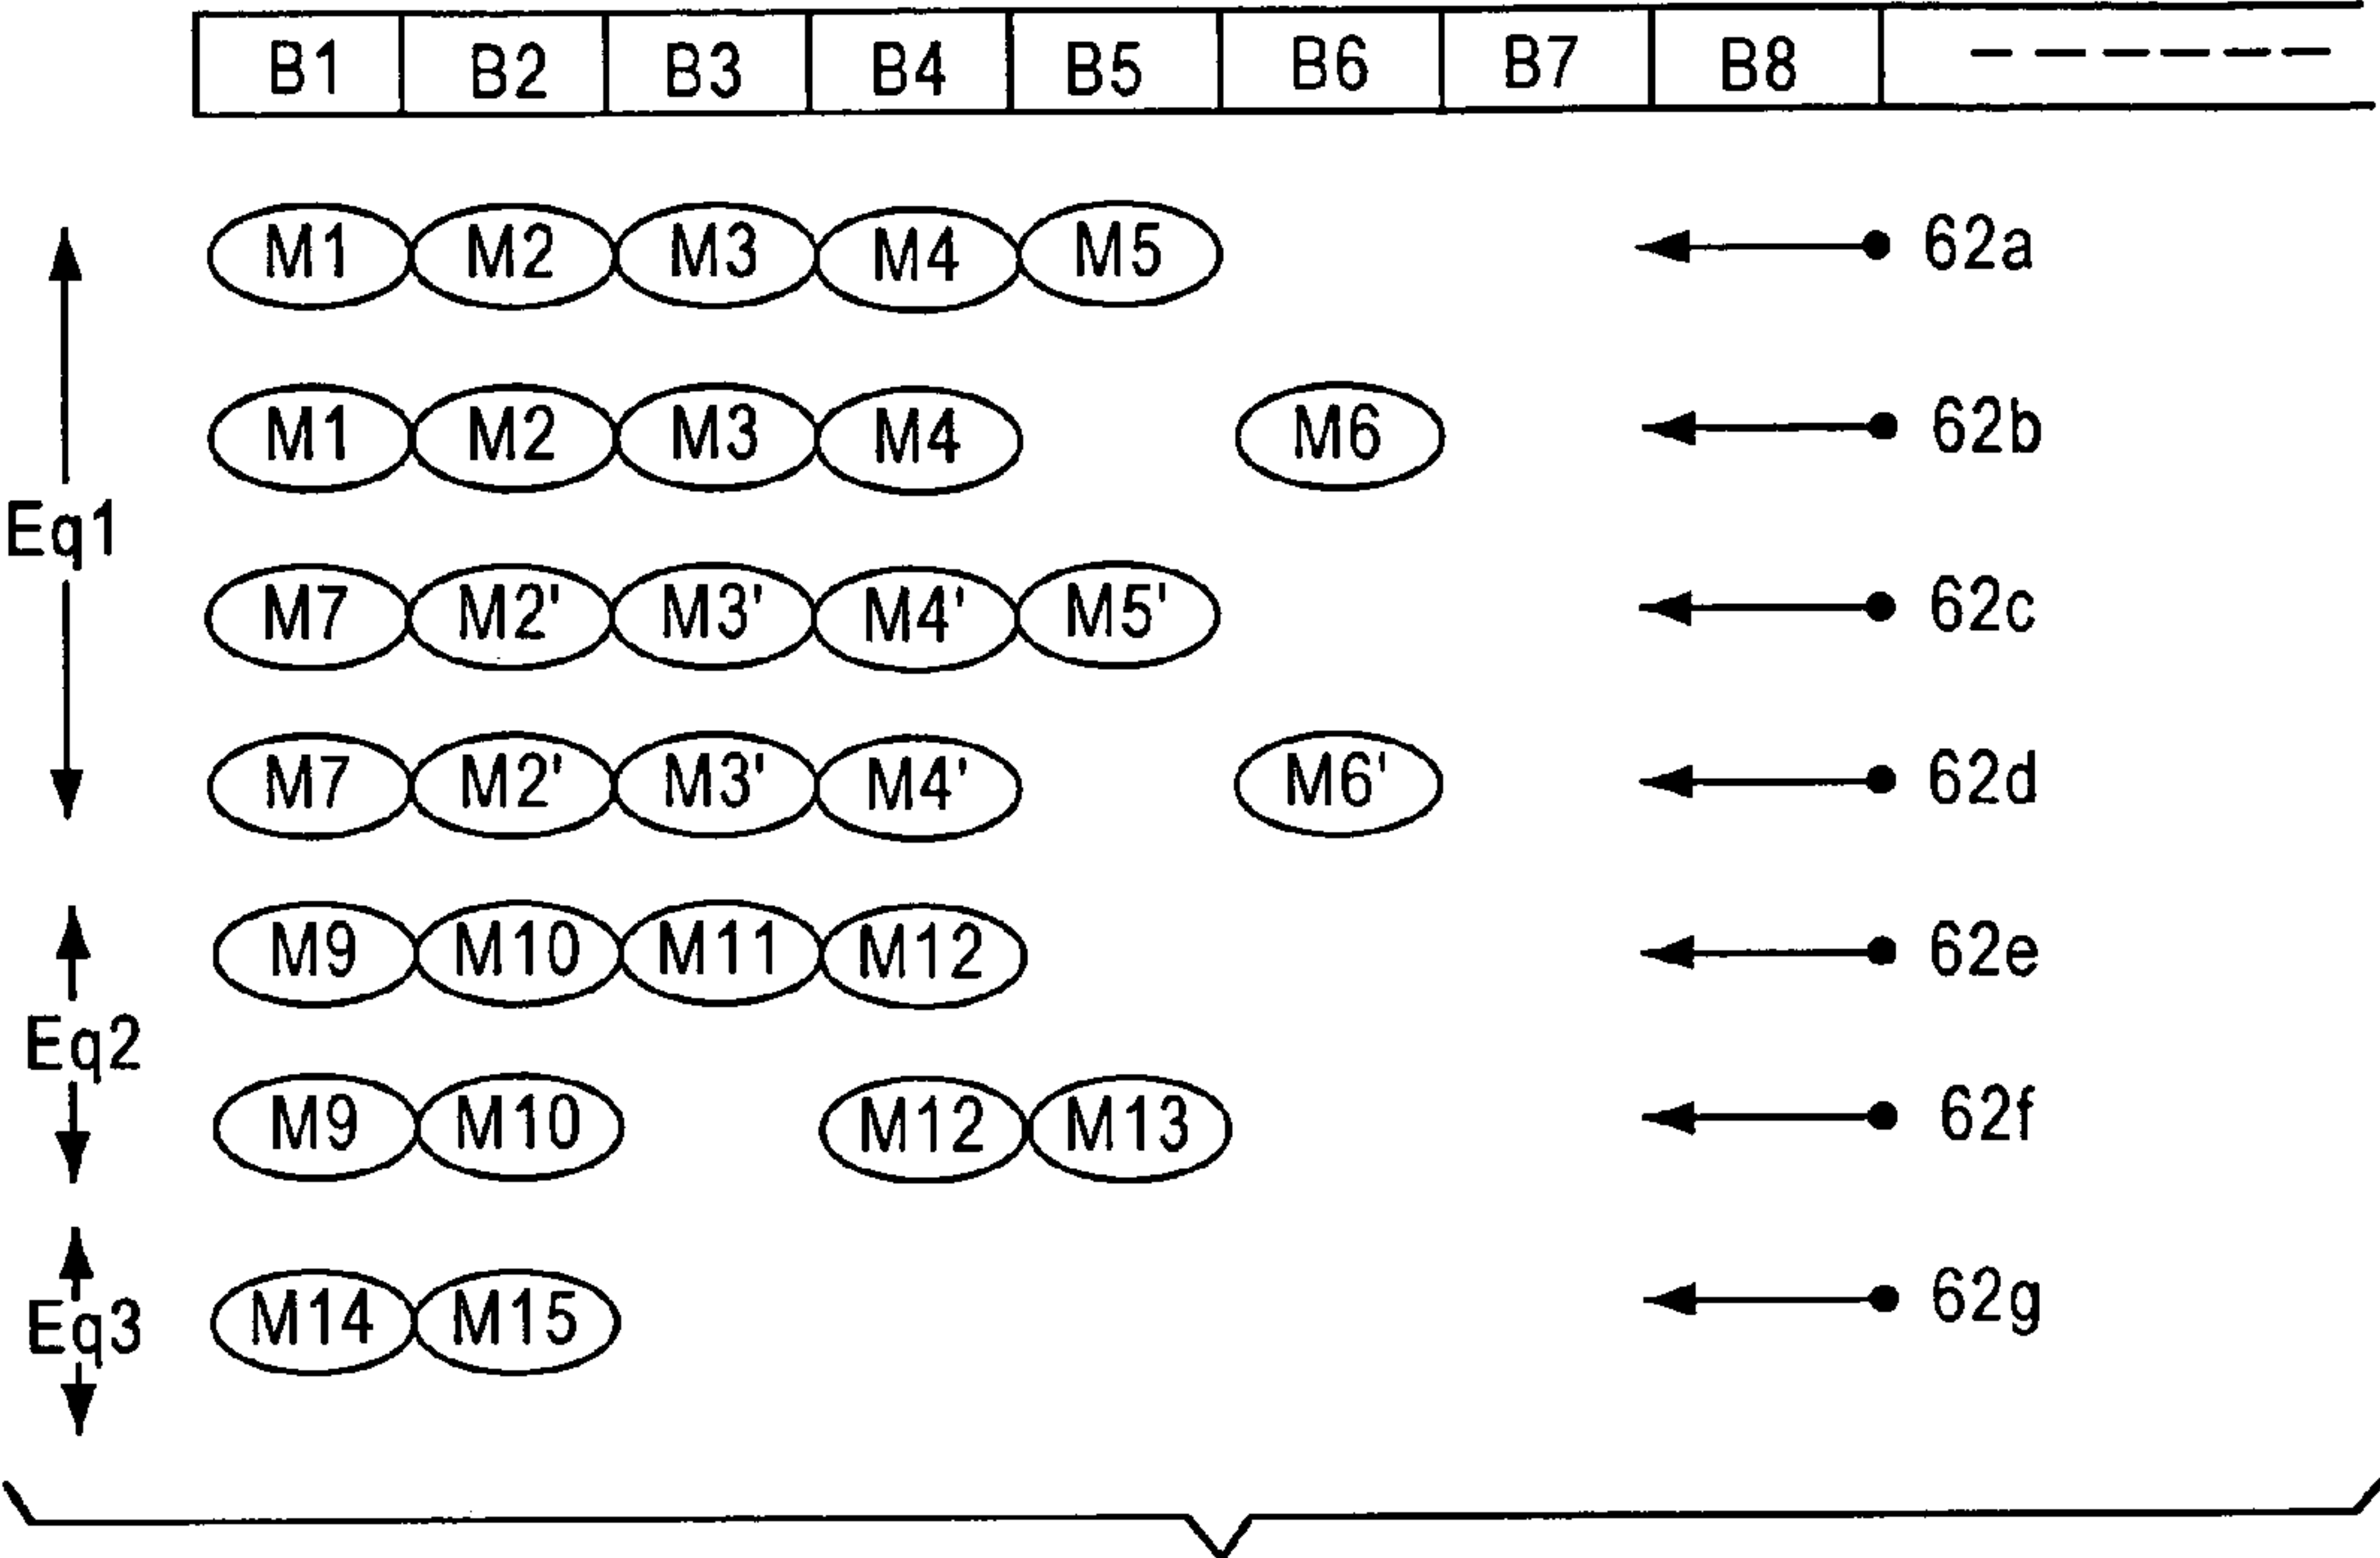 B1 B2 B3 B4 B5 B6 B7 B8
M1 M2 M3 M4 M5 62a
M1 M2 M3 M4 M6 62b
Eq1
M7 M2' M3' M4' M5' 62c
M7 M2' M3' M4' M6' 62d
M9 M10 M11 M12 62e
Eq2
M9 M10 M12 M13 62f
Eq3 M14 M15 62g